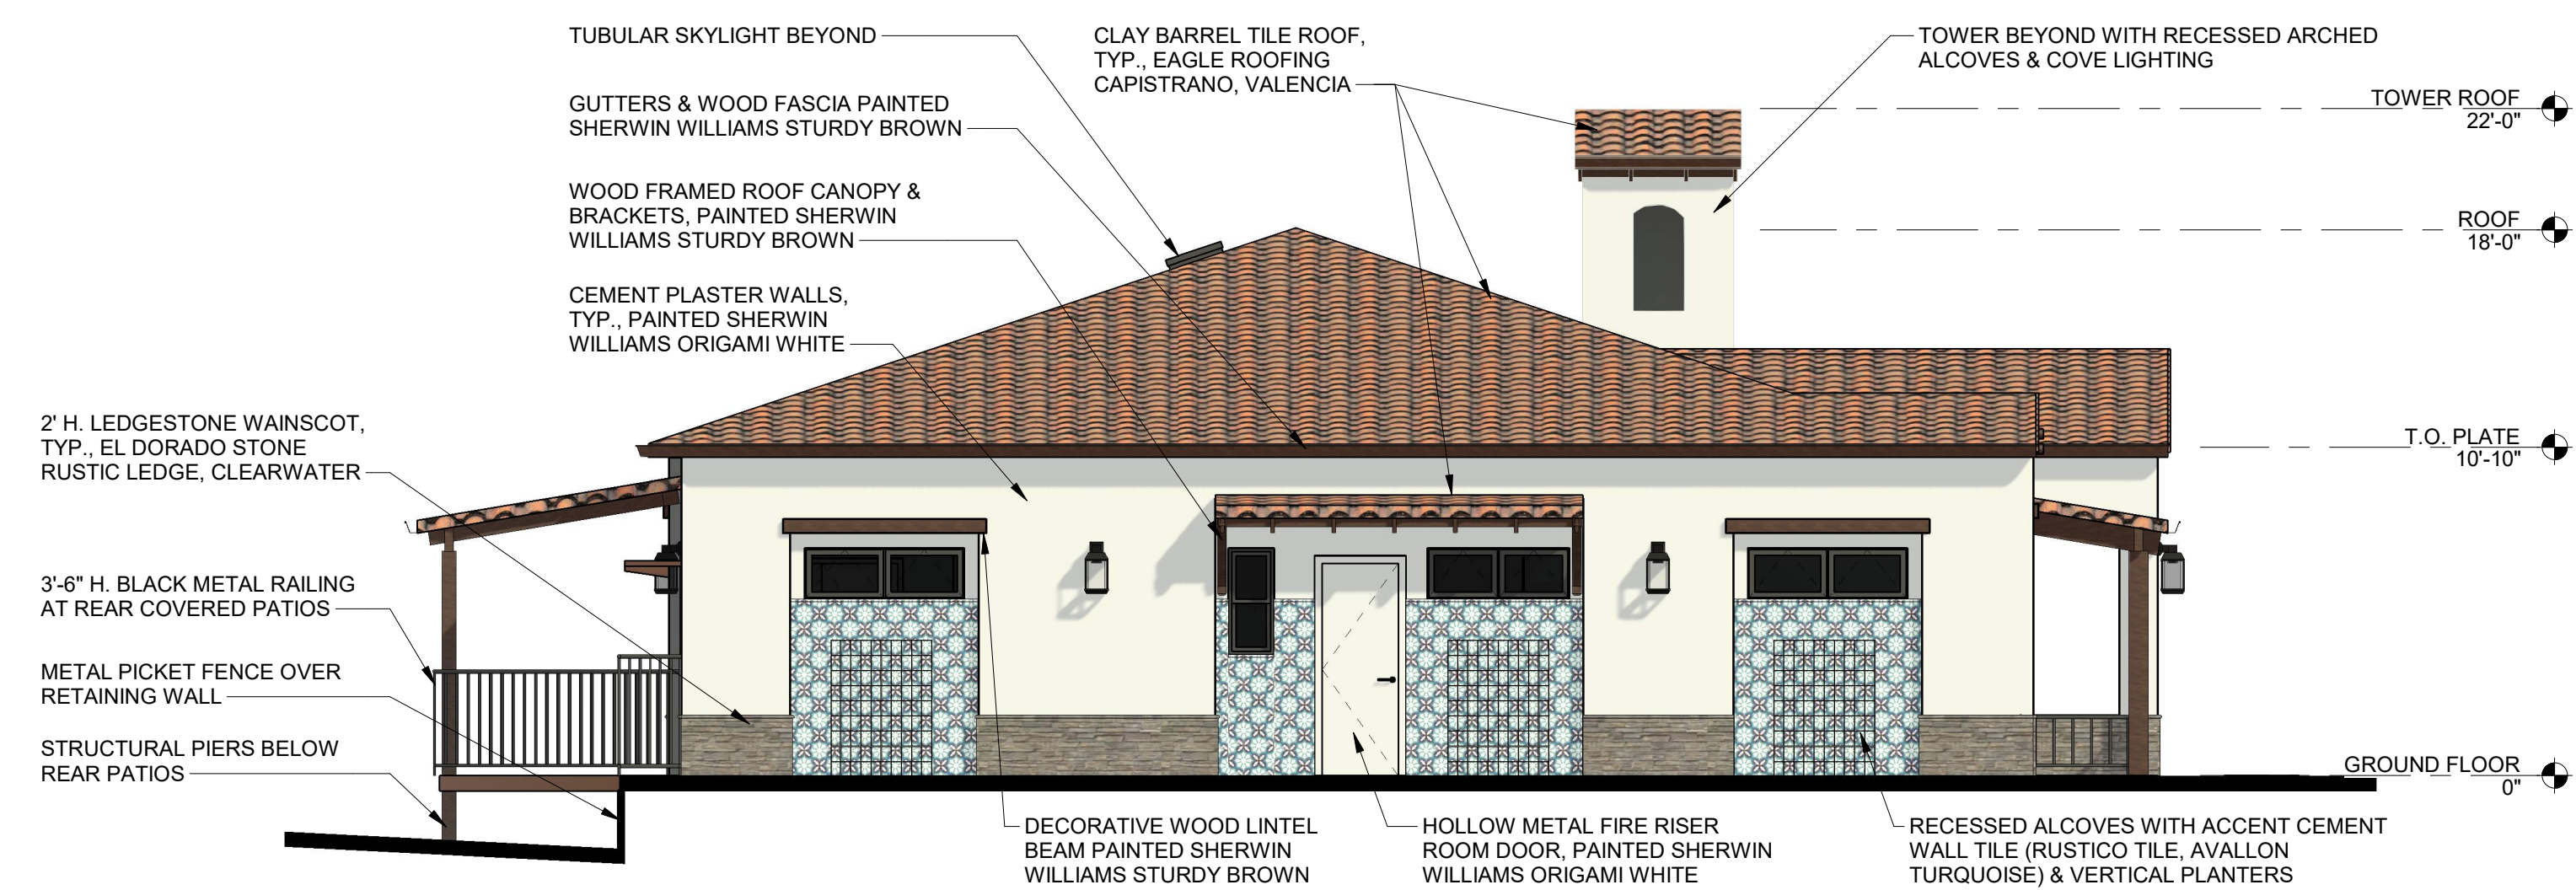 TUBULAR SKYLIGHT BEYOND
GUTTERS & WOOD FASCIA PAINTED
SHERWIN WILLIAMS STURDY BROWN
WOOD FRAMED ROOF CANOPY &
BRACKETS, PAINTED SHERWIN
WILLIAMS STURDY BROWN
CEMENT PLASTER WALLS,
TYP., PAINTED SHERWIN
WILLIAMS ORIGAMI WHITE
CLAY BARREL TILE ROOF,
TYP., EAGLE ROOFING
CAPISTRANO, VALENCIA
TOWER BEYOND WITH RECESSED ARCHED
ALCOVES & COVE LIGHTING
TOWER ROOF
22'-0"
ROOF
18'-0"
T.O. PLATE
10'-10"
GROUND FLOOR
0"
2' H. LEDGESTONE WAINSCOT,
TYP., EL DORADO STONE
RUSTIC LEDGE, CLEARWATER
3'-6" H. BLACK METAL RAILING
AT REAR COVERED PATIOS
METAL PICKET FENCE OVER
RETAINING WALL
STRUCTURAL PIERS BELOW
REAR PATIOS
DECORATIVE WOOD LINTEL
BEAM PAINTED SHERWIN
WILLIAMS STURDY BROWN
HOLLOW METAL FIRE RISER
ROOM DOOR, PAINTED SHERWIN
WILLIAMS ORIGAMI WHITE
RECESSED ALCOVES WITH ACCENT CEMENT
WALL TILE (RUSTICO TILE, AVALLON
TURQUOISE) & VERTICAL PLANTERS